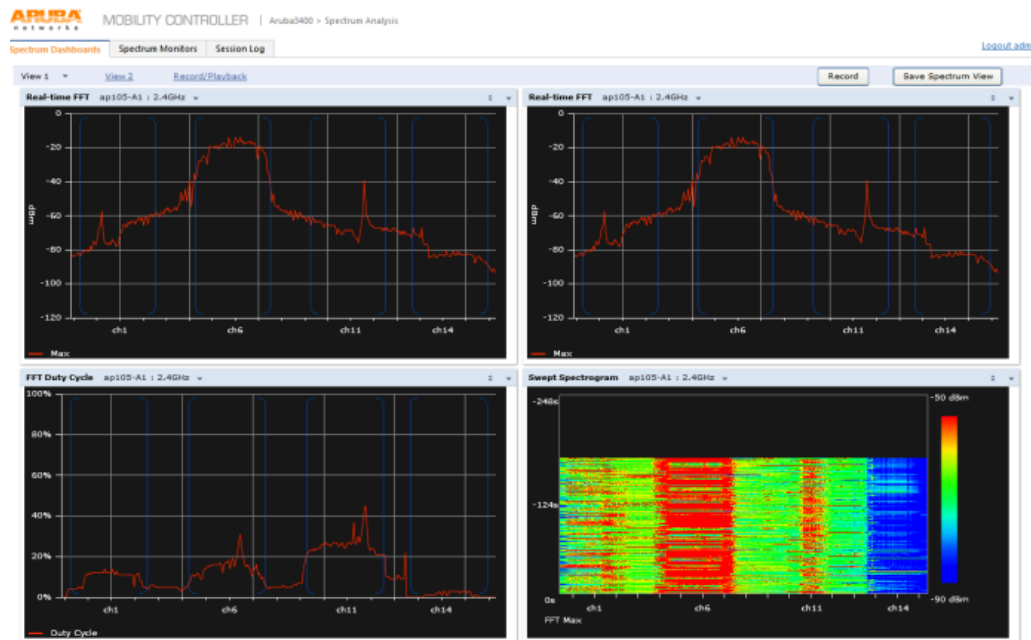 ARUBA networks MOBILITY CONTROLLER | Aruba3400 > Spectrum Analysis
Spectrum Dashboards Spectrum Monitors Session Log Logout adm
View 1 View 2 Record/Playback Record Save Spectrum View
Real-time FFT ap105-A1 : 2.4GHz
0
-20
-40
-60
-80
-100
-120
dBm
ch1 ch6 ch11 ch14
Max
Real-time FFT ap105-A1 : 2.4GHz
0
-20
-40
-60
-80
-100
-120
dBm
ch1 ch6 ch11 ch14
Max
FFT Duty Cycle ap105-A1 : 2.4GHz
100%
80%
60%
40%
20%
0%
ch1 ch6 ch11 ch14
Duty Cycle
Swept Spectrogram ap105-A1 : 2.4GHz
-248s
-124s
0s
-50 dBm
-90 dBm
ch1 ch6 ch11 ch14
FFT Max